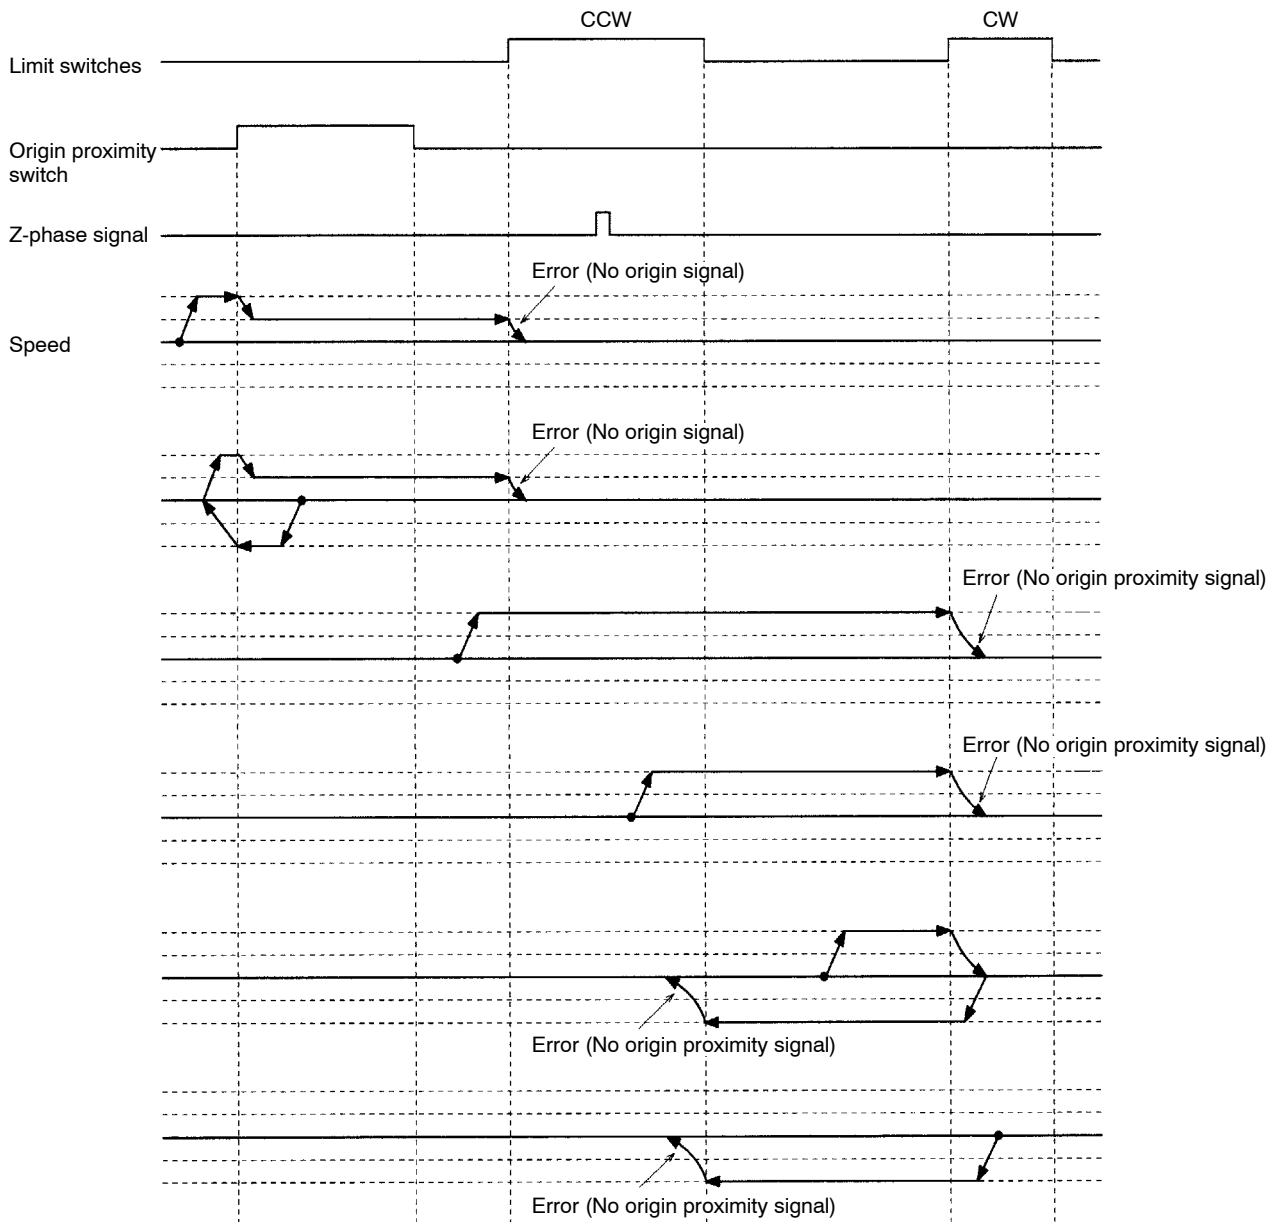 CCW
CW
Limit switches
Origin proximity
switch
Z-phase signal
Error (No origin signal)
Speed
Error (No origin signal)
Error (No origin proximity signal)
Error (No origin proximity signal)
Error (No origin proximity signal)
Error (No origin proximity signal)